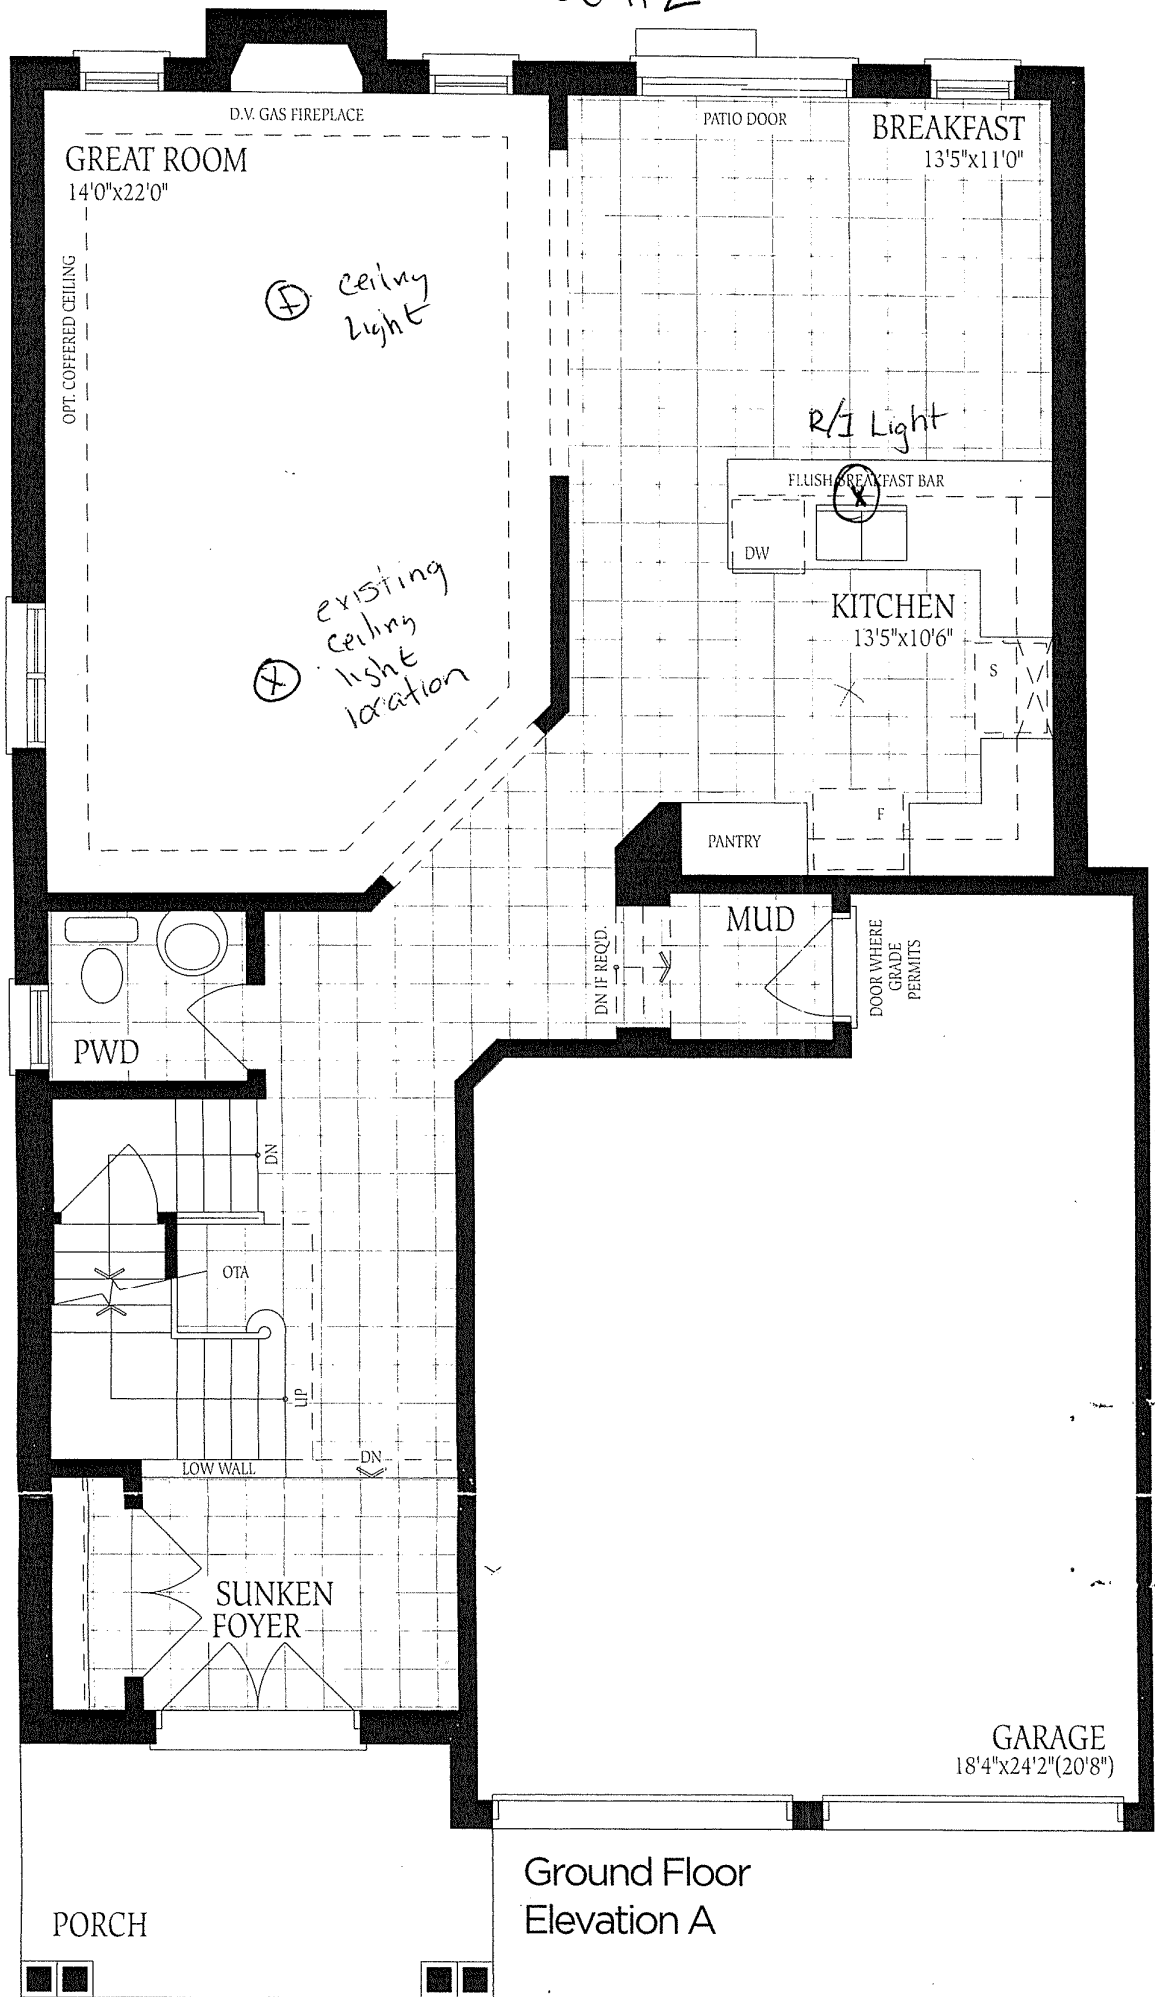 D.V. GAS FIREPLACE
GREAT ROOM
14'0"x22'0"
OPT. COFFERED CEILING
ceiling
Light
existing
ceiling
light
location
PATIO DOOR
BREAKFAST
13'5"x11'0"
R/I Light
FLUSH BREAKFAST BAR
DW
KITCHEN
13'5"x10'6"
S
F
PANTRY
MUD
DN IF REQ'D.
DOOR WHERE
GRADE
PERMITS
PWD
DN
OTA
UP
LOW WALL
DN
SUNKEN
FOYER
GARAGE
18'4"x24'2"(20'8")
PORCH
Ground Floor
Elevation A